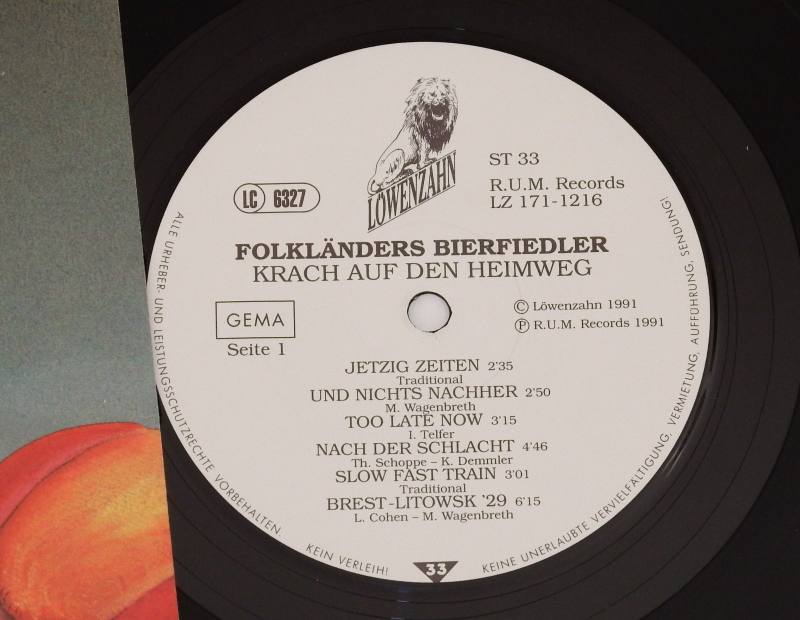 LÖWENZAHN
LC 6327
ST 33
R.U.M. Records
LZ 171-1216
FOLKLÄNDERS BIERFIEDLER
KRACH AUF DEN HEIMWEG
GEMA
Seite 1
© Löwenzahn 1991
℗ R.U.M. Records 1991
JETZIG ZEITEN 2'35
Traditional
UND NICHTS NACHHER 2'50
M. Wagenbreth
TOO LATE NOW 3'15
I. Telfer
NACH DER SCHLACHT 4'46
Th. Schoppe – K. Demmler
SLOW FAST TRAIN 3'01
Traditional
BREST-LITOWSK '29 6'15
L. Cohen – M. Wagenbreth
ALLE URHEBER- UND LEISTUNGSSCHUTZRECHTE VORBEHALTEN. KEIN VERLEIH! KEINE UNERLAUBTE VERVIELFÄLTIGUNG, VERMIETUNG, AUFFÜHRUNG, SENDUNG!
33